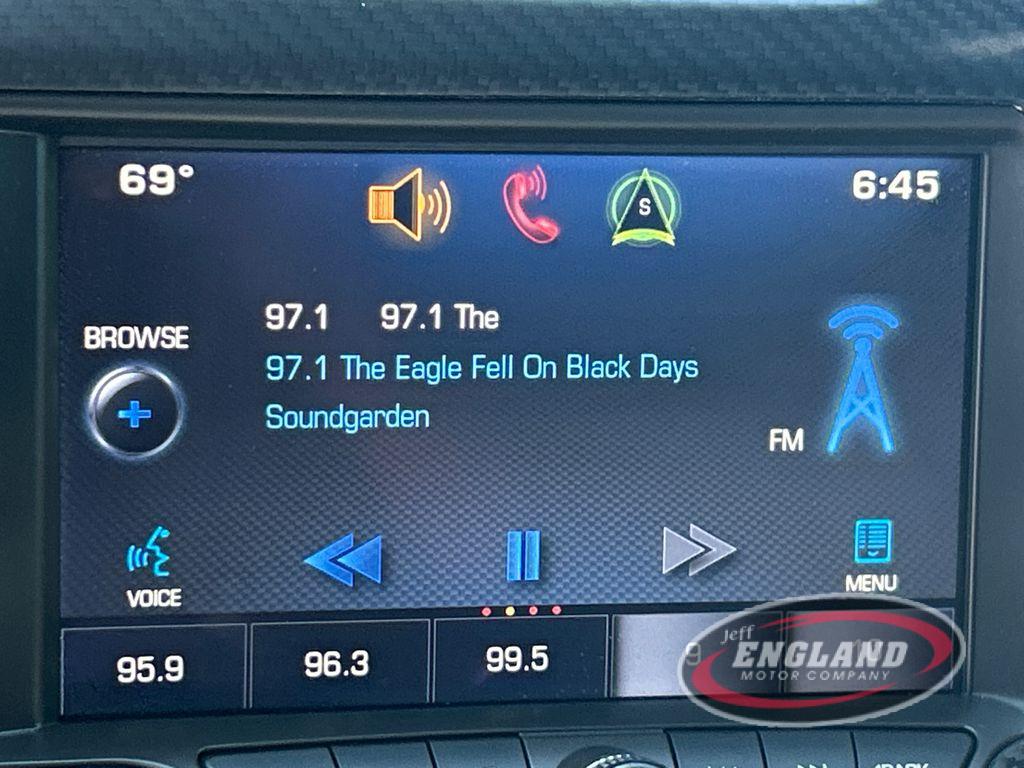 69° 6:45
S
97.1 97.1 The
BROWSE
97.1 The Eagle Fell On Black Days
Soundgarden
FM
VOICE
MENU
95.9 96.3 99.5
Jeff
ENGLAND
MOTOR COMPANY